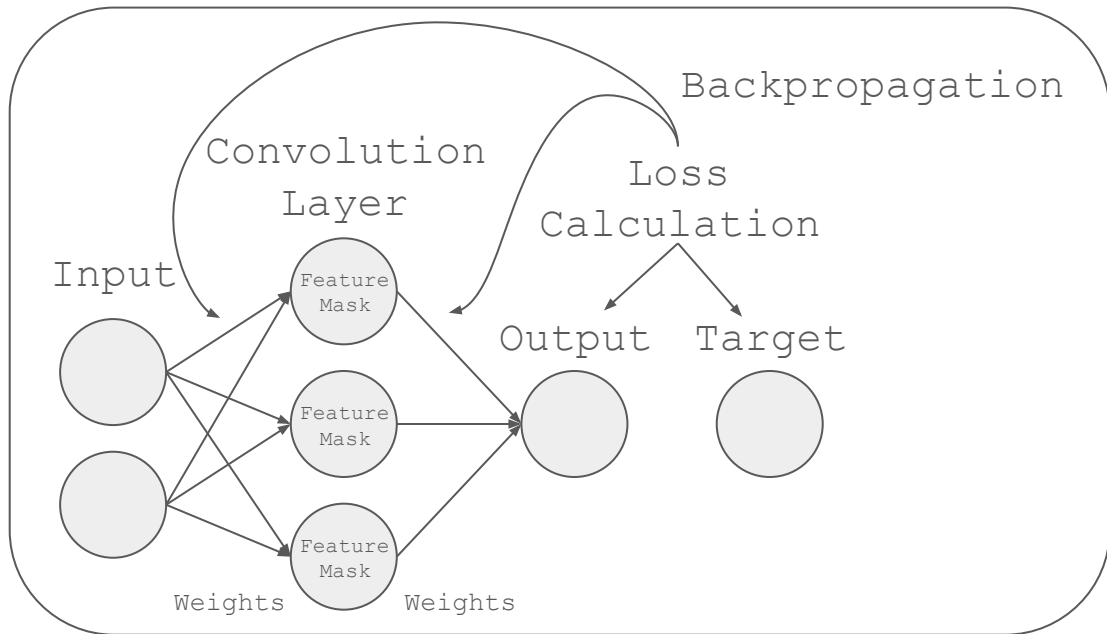 Backpropagation
Convolution
Layer
Loss
Calculation
Input
Feature
Mask
Output
Target
Feature
Mask
Feature
Mask
Weights
Weights